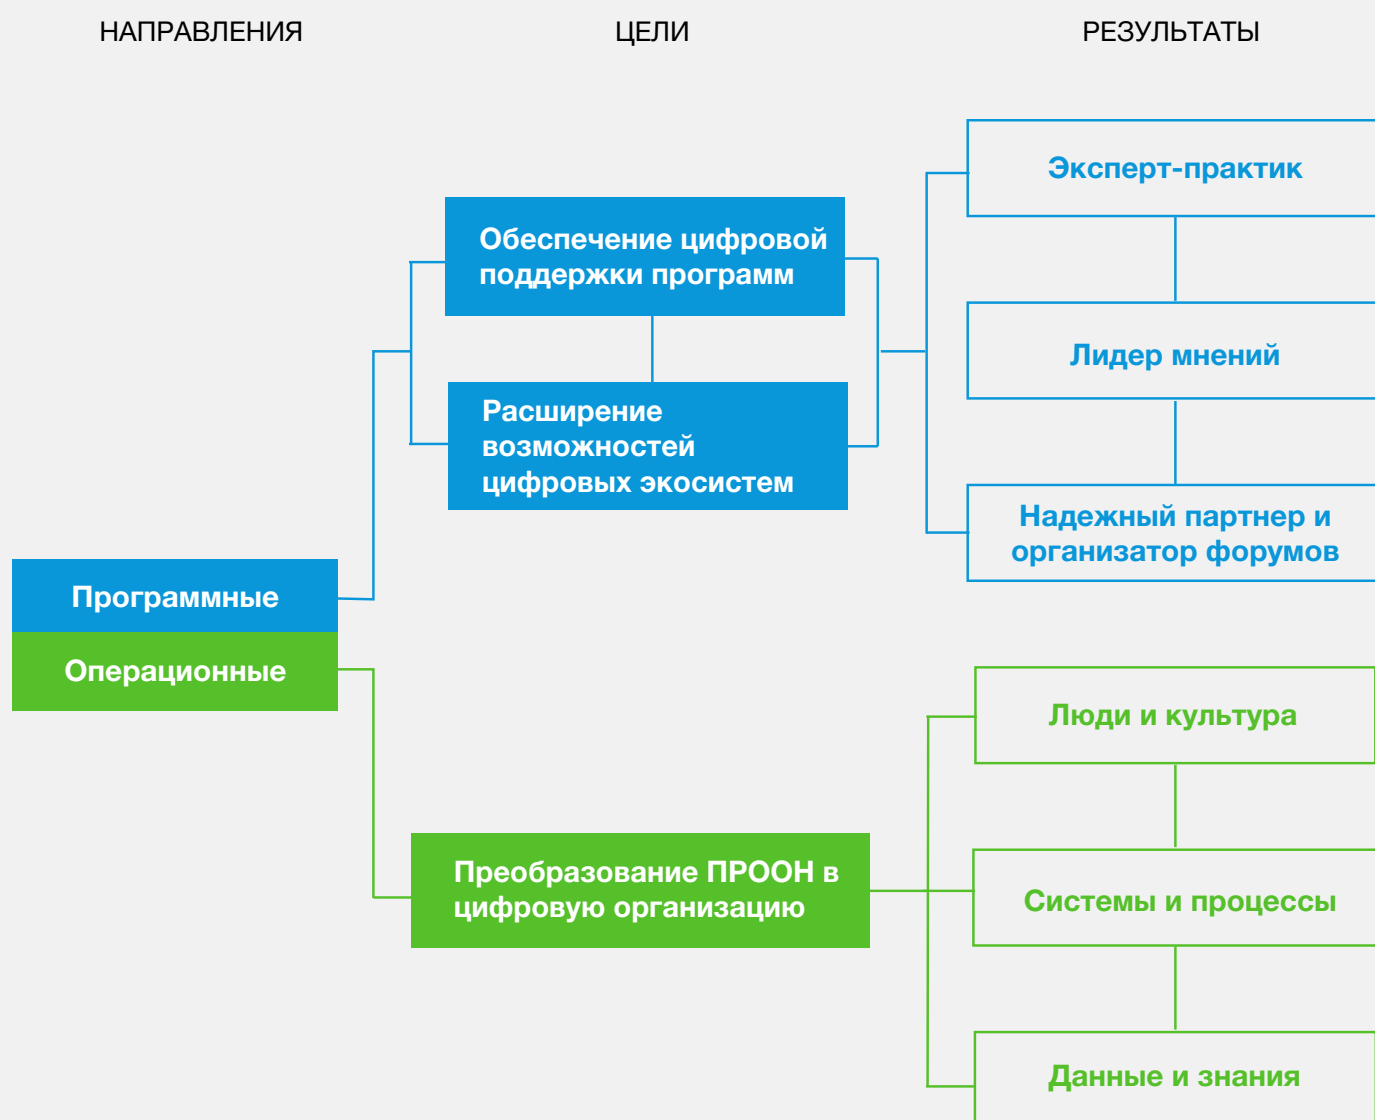 НАПРАВЛЕНИЯ
ЦЕЛИ
РЕЗУЛЬТАТЫ
Эксперт-практик
Обеспечение цифровой
поддержки программ
Лидер мнений
Расширение
возможностей
цифровых экосистем
Надежный партнер и
организатор форумов
Программные
Операционные
Люди и культура
Преобразование ПРООН в
цифровую организацию
Системы и процессы
Данные и знания